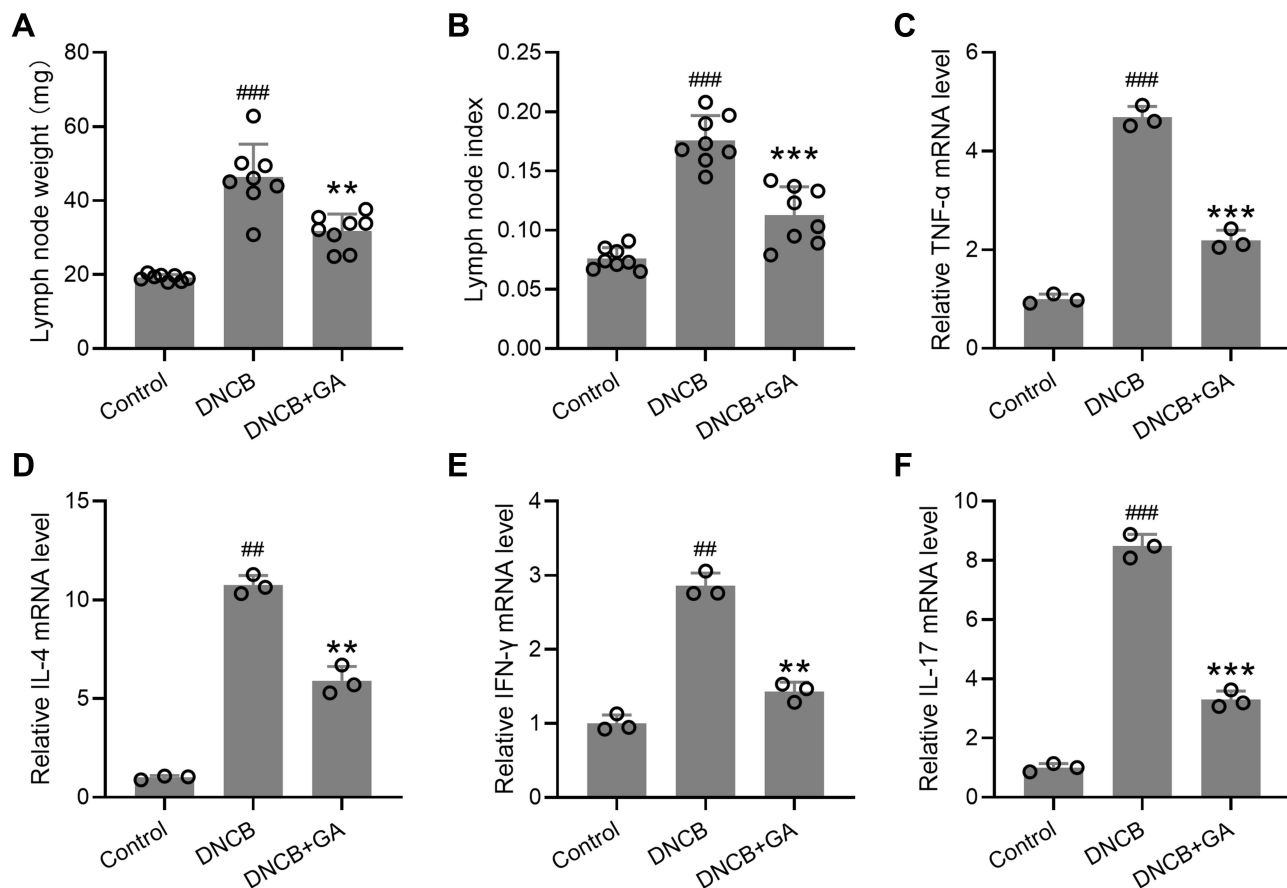 A
Lymph node weight (mg)
80
60
40
20
0
###
**
Control
DNCB
DNCB+GA
B
Lymph node index
0.25
0.20
0.15
0.10
0.05
0.00
###
***
Control
DNCB
DNCB+GA
C
Relative TNF-α mRNA level
6
4
2
0
###
***
Control
DNCB
DNCB+GA
D
Relative IL-4 mRNA level
15
10
5
0
##
**
Control
DNCB
DNCB+GA
E
Relative IFN-γ mRNA level
4
3
2
1
0
##
**
Control
DNCB
DNCB+GA
F
Relative IL-17 mRNA level
10
8
6
4
2
0
###
***
Control
DNCB
DNCB+GA